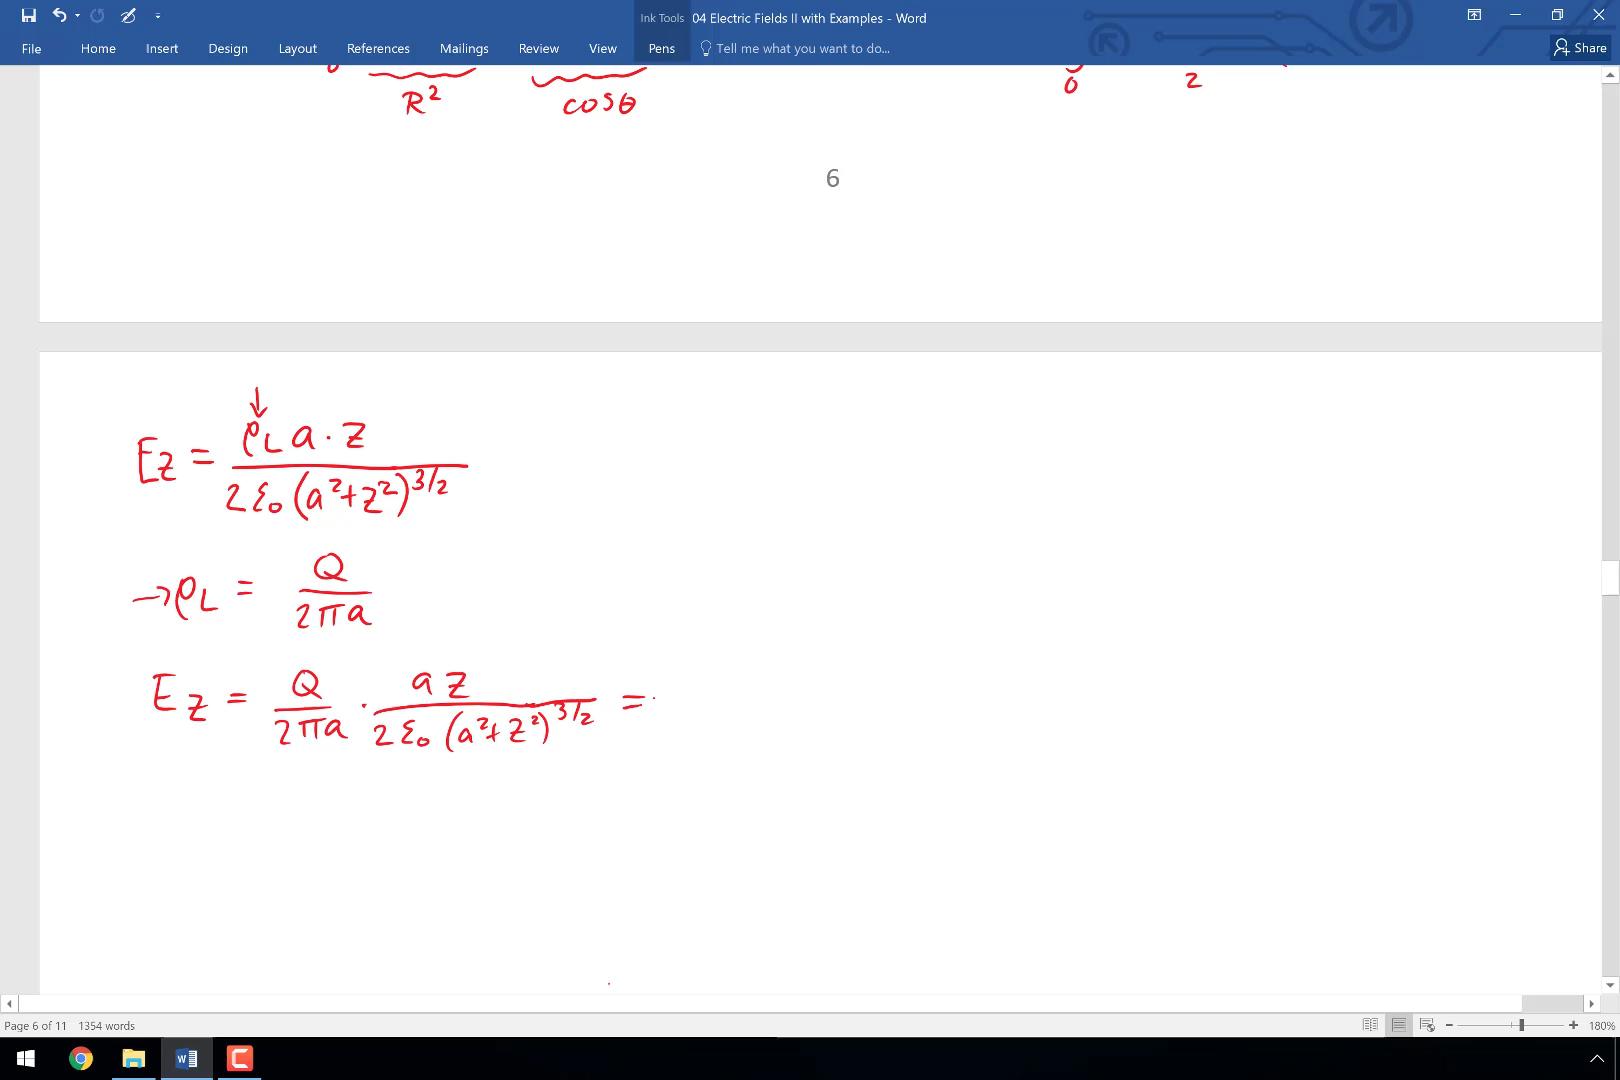 Ink Tools 04 Electric Fields II with Examples - Word
File Home Insert Design Layout References Mailings Review View Pens Tell me what you want to do... Share
R² cosθ 0 2
6
Ez = ρL a · z / 2ε₀ (a²+z²)^3/2
→ρL = Q / 2πa
Ez = Q / 2πa · a z / 2ε₀ (a²+z²)^3/2 =
Page 6 of 11 1354 words 180%